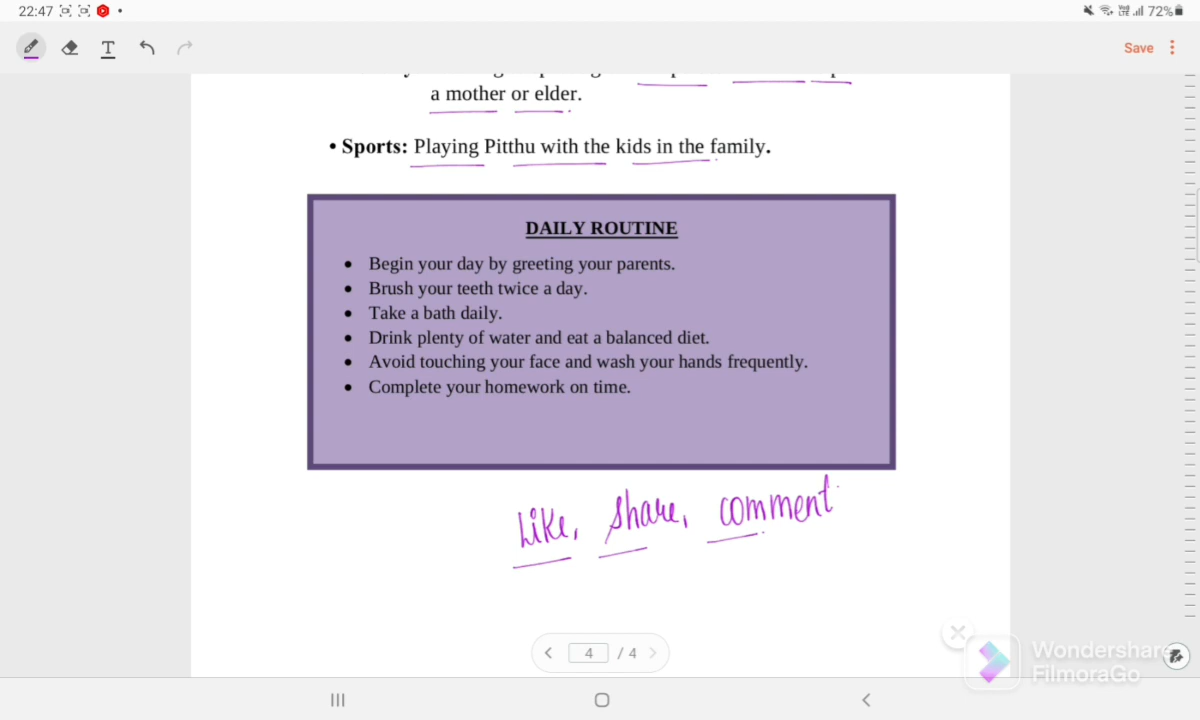 22:47
72%
T
Save
a mother or elder.
• Sports: Playing Pitthu with the kids in the family.
DAILY ROUTINE
• Begin your day by greeting your parents.
• Brush your teeth twice a day.
• Take a bath daily.
• Drink plenty of water and eat a balanced diet.
• Avoid touching your face and wash your hands frequently.
• Complete your homework on time.
Like, share, comment
4 / 4
Wondershare
FilmoraGo